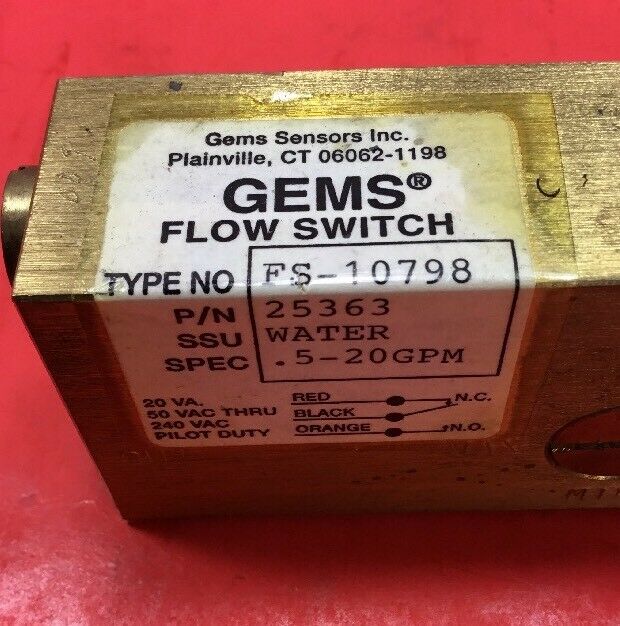 Gems Sensors Inc.
Plainville, CT 06062-1198
GEMS®
FLOW SWITCH
TYPE NO FS-10798
P/N 25363
SSU WATER
SPEC .5-20GPM
20 VA.
50 VAC THRU
240 VAC
PILOT DUTY
RED N.C.
BLACK
ORANGE N.O.